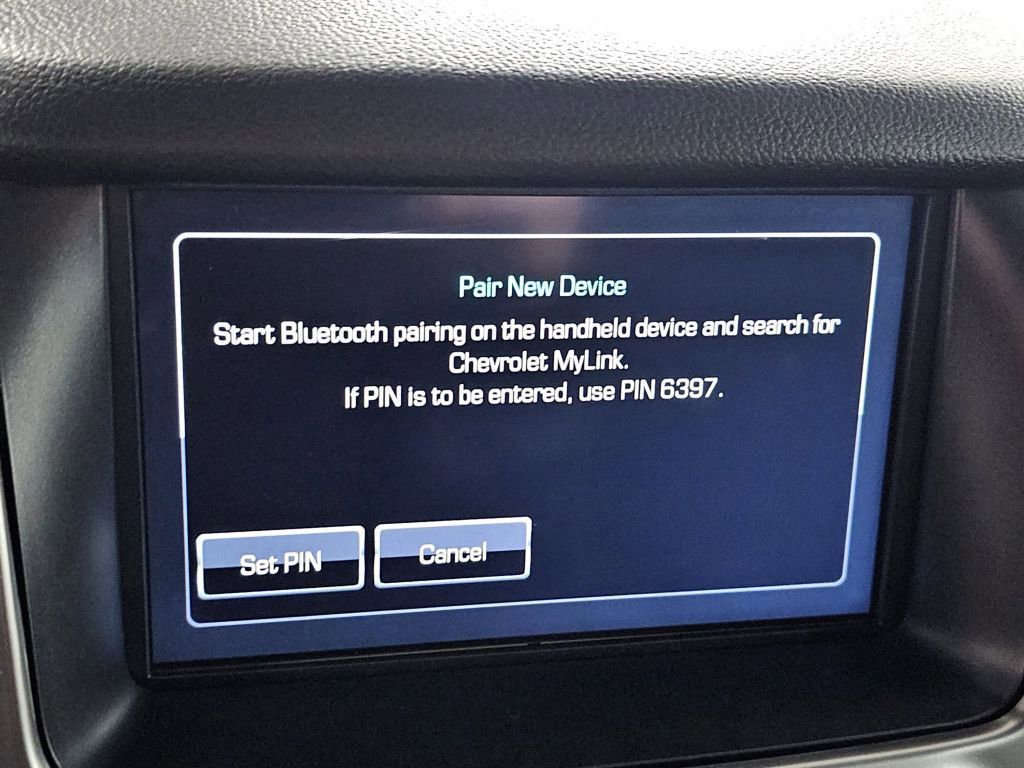 Pair New Device
Start Bluetooth pairing on the handheld device and search for
Chevrolet MyLink.
If PIN is to be entered, use PIN 6397.
Set PIN
Cancel